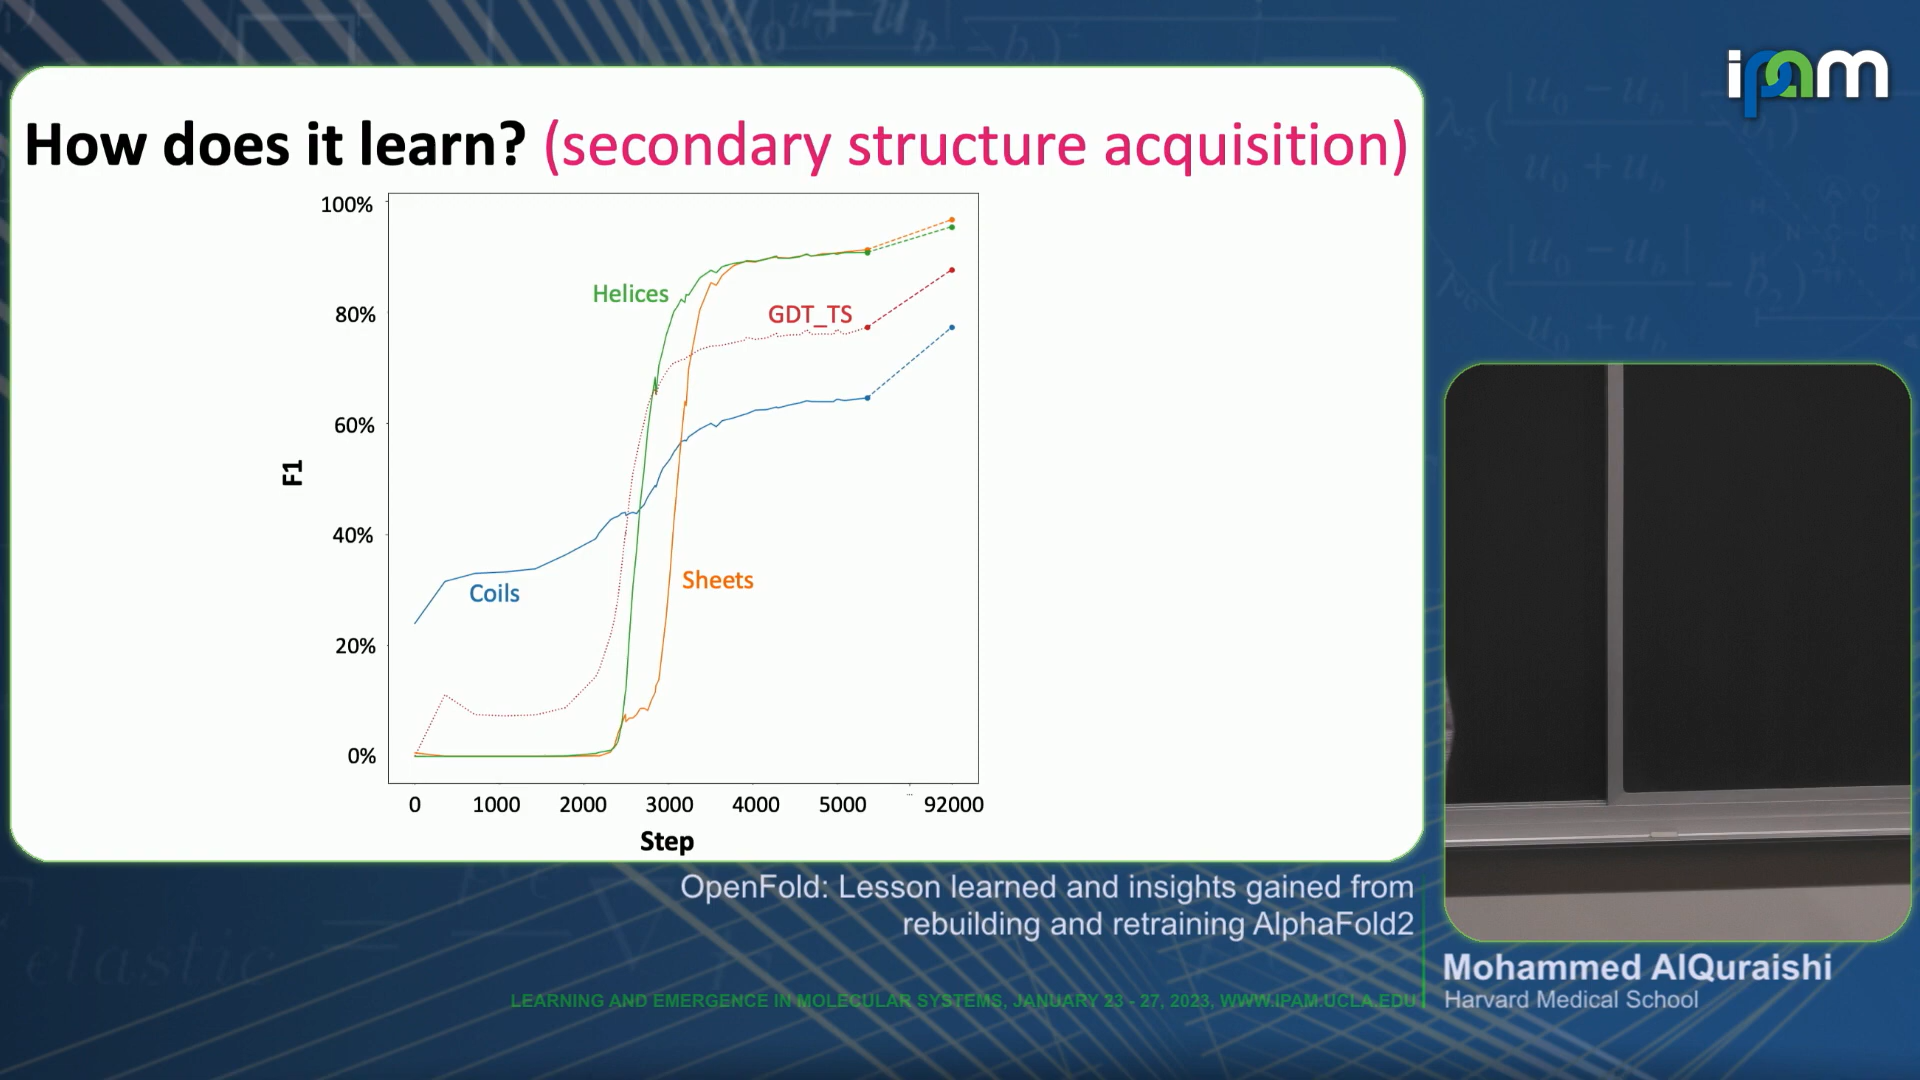 ipam
How does it learn? (secondary structure acquisition)
100%
80%
60%
40%
20%
0%
F1
Helices
GDT_TS
Coils
Sheets
0 1000 2000 3000 4000 5000 ... 92000
Step
OpenFold: Lesson learned and insights gained from
rebuilding and retraining AlphaFold2
LEARNING AND EMERGENCE IN MOLECULAR SYSTEMS, JANUARY 23 - 27, 2023, WWW.IPAM.UCLA.EDU
Mohammed AlQuraishi
Harvard Medical School
elastic